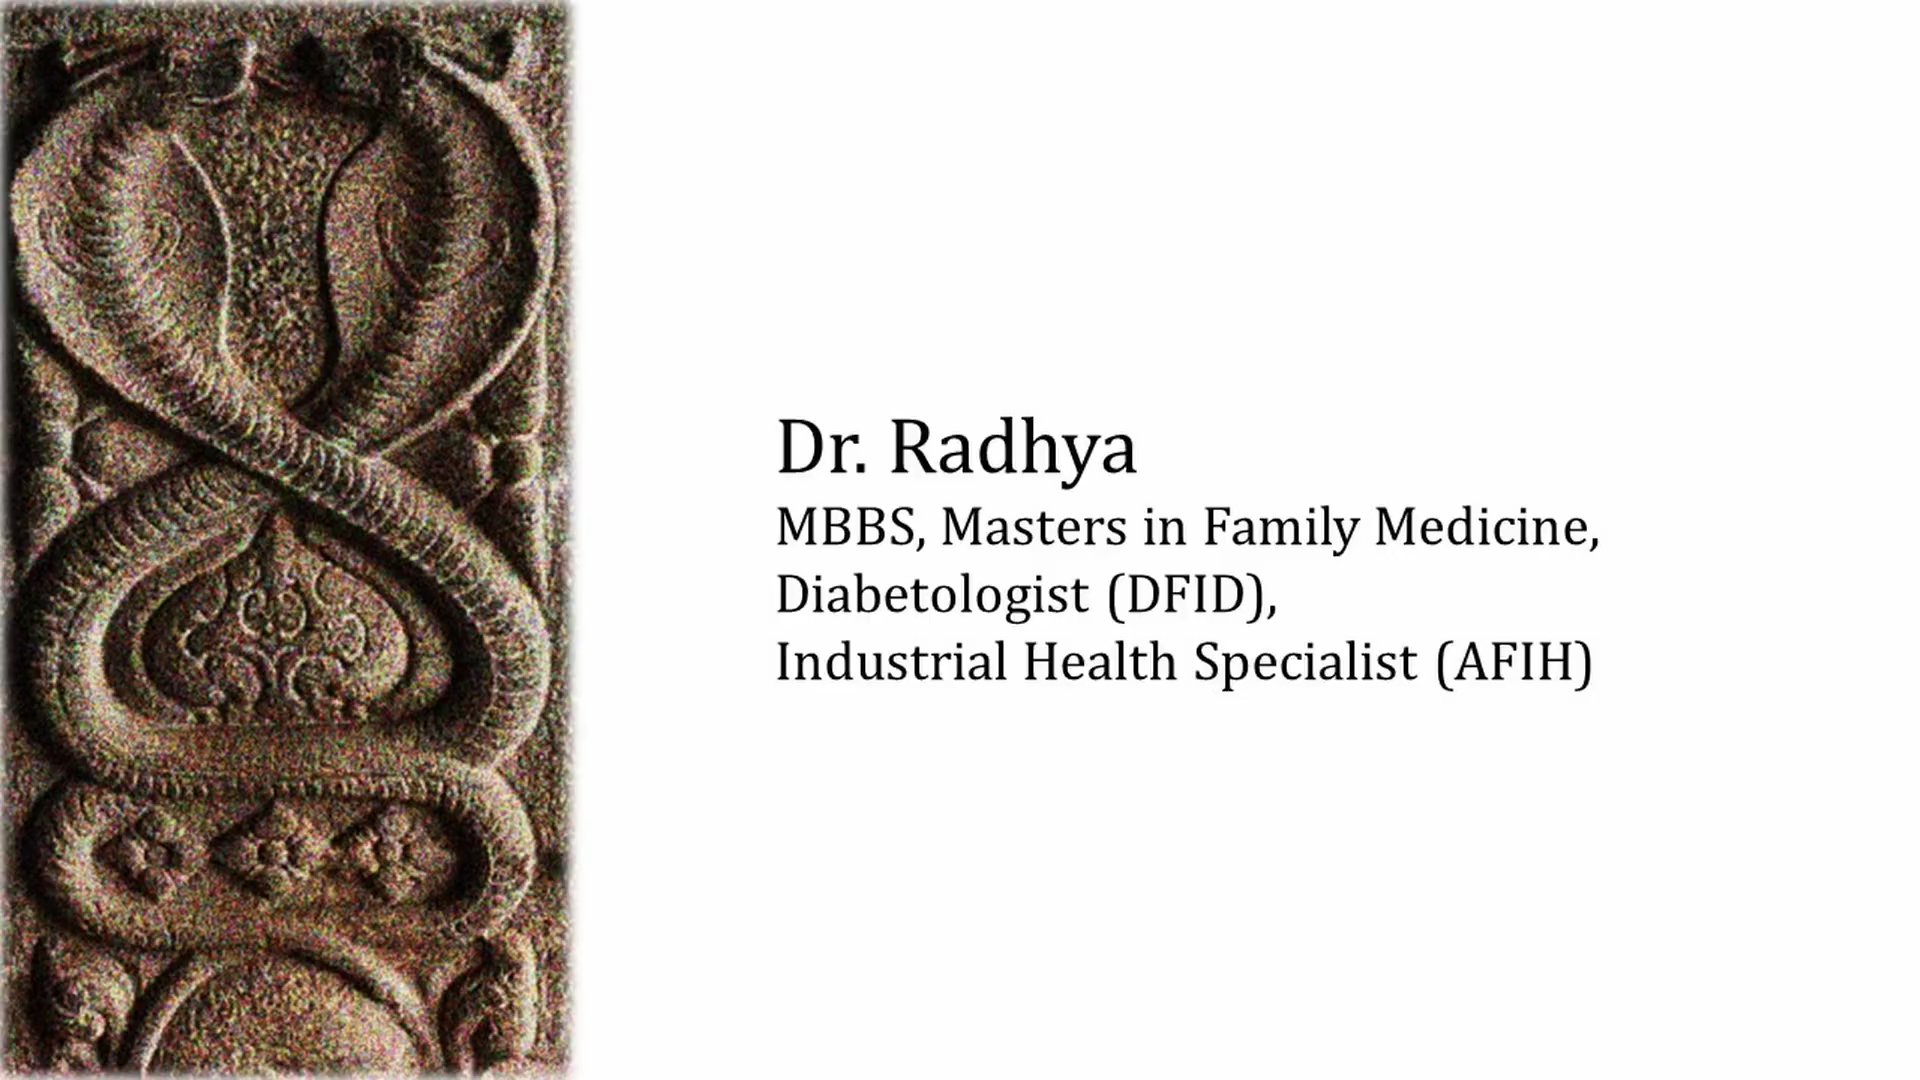 Dr. Radhya
MBBS, Masters in Family Medicine,
Diabetologist (DFID),
Industrial Health Specialist (AFIH)